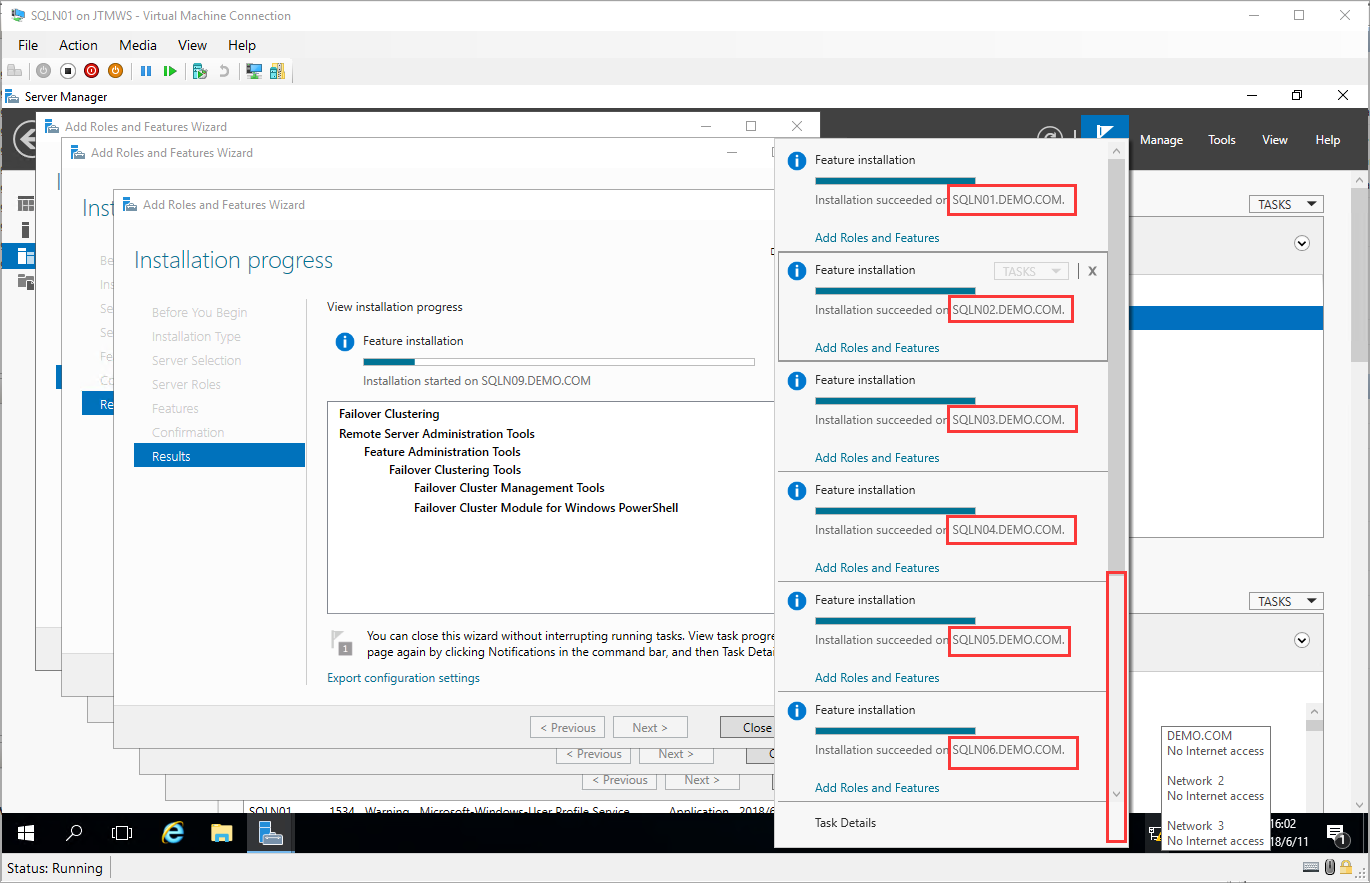 SQLN01 on JTMWS - Virtual Machine Connection
File Action Media View Help
Server Manager
Manage Tools View Help
Add Roles and Features Wizard
Add Roles and Features Wizard
Add Roles and Features Wizard
Installation progress
Before You Begin
Installation Type
Server Selection
Server Roles
Features
Confirmation
Results
View installation progress
Feature installation
Installation started on SQLN09.DEMO.COM
Failover Clustering
Remote Server Administration Tools
Feature Administration Tools
Failover Clustering Tools
Failover Cluster Management Tools
Failover Cluster Module for Windows PowerShell
1
You can close this wizard without interrupting running tasks. View task
page again by clicking Notifications in the command bar, and then Task
Export configuration settings
< Previous Next > Close
< Previous Next >
< Previous Next >
Feature installation
Installation succeeded on SQLN01.DEMO.COM.
Add Roles and Features
Feature installation
TASKS X
Installation succeeded on SQLN02.DEMO.COM.
Add Roles and Features
Feature installation
Installation succeeded on SQLN03.DEMO.COM.
Add Roles and Features
Feature installation
Installation succeeded on SQLN04.DEMO.COM.
Add Roles and Features
Feature installation
Installation succeeded on SQLN05.DEMO.COM.
Add Roles and Features
Feature installation
Installation succeeded on SQLN06.DEMO.COM.
Add Roles and Features
Task Details
TASKS
TASKS
DEMO.COM
No Internet access
Network 2
No Internet access
Network 3
No Internet access
SQLN01 1534 Warning Microsoft-Windows-User Profile Service Application 2018/6
16:02
18/6/11
1
Status: Running